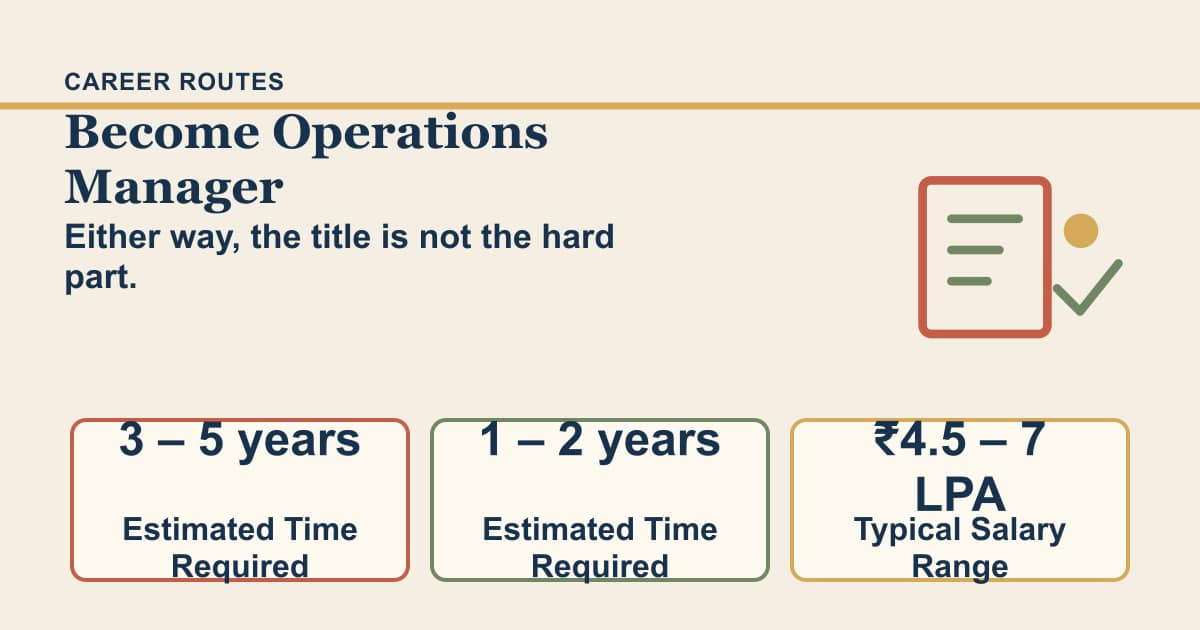 CAREER ROUTES
Become Operations
Manager
Either way, the title is not the hard
part.
3 – 5 years
Estimated Time
Required
1 – 2 years
Estimated Time
Required
₹4.5 – 7
LPA
Typical Salary
Range